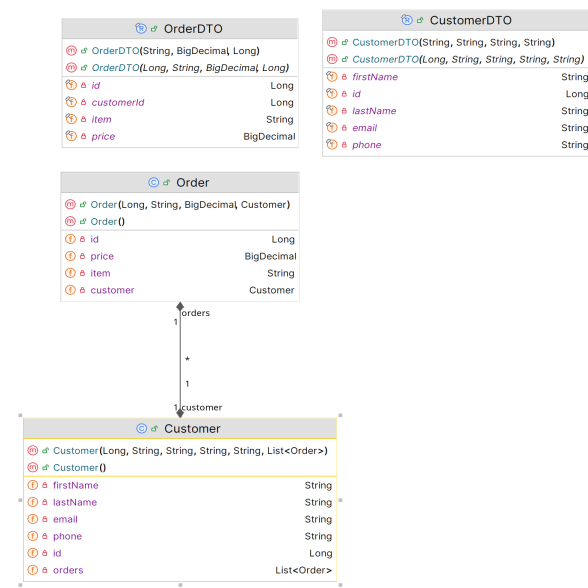 OrderDTO
OrderDTO(String, BigDecimal, Long)
OrderDTO(Long, String, BigDecimal, Long)
id Long
customerId Long
item String
price BigDecimal
CustomerDTO
CustomerDTO(String, String, String, String)
CustomerDTO(Long, String, String, String, String)
firstName String
id Long
lastName String
email String
phone String
Order
Order(Long, String, BigDecimal, Customer)
Order()
id Long
price BigDecimal
item String
customer Customer
orders
1
*
1
1 customer
Customer
Customer(Long, String, String, String, String, List<Order>)
Customer()
firstName String
lastName String
email String
phone String
id Long
orders List<Order>